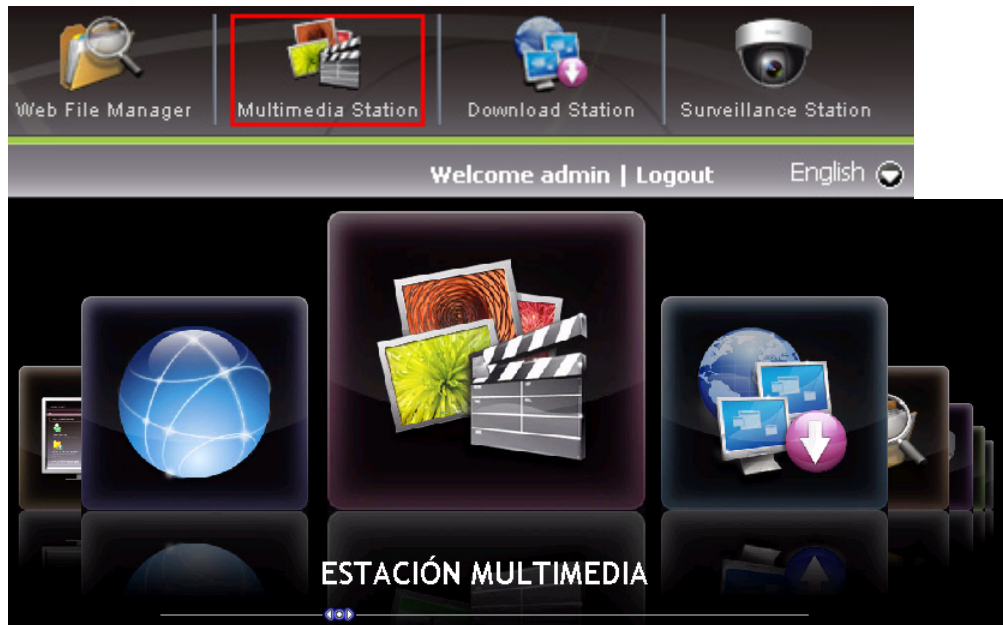 Web File Manager Multimedia Station Download Station Surveillance Station
Welcome admin | Logout English
ESTACIÓN MULTIMEDIA